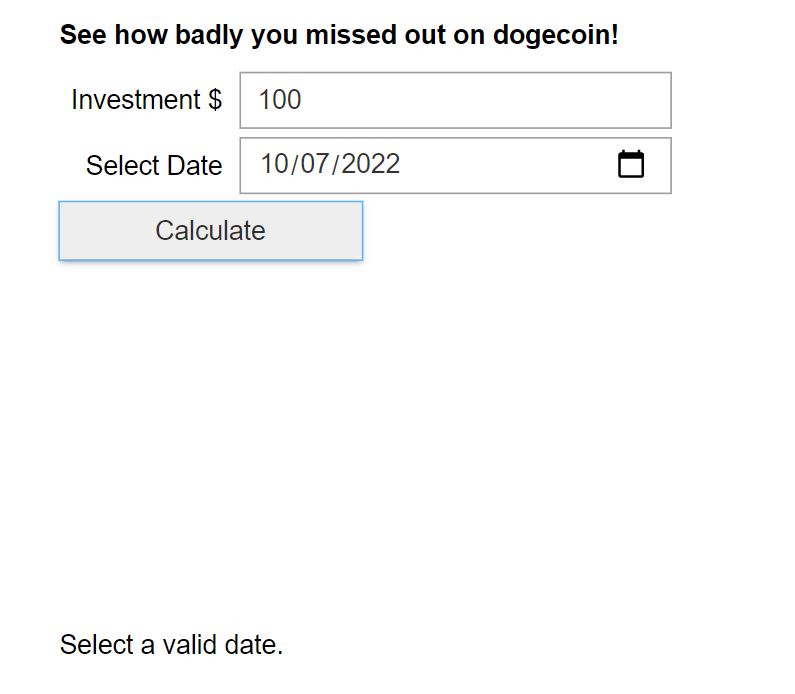 See how badly you missed out on dogecoin!
Investment $ 100
Select Date 10/07/2022
Calculate
Select a valid date.